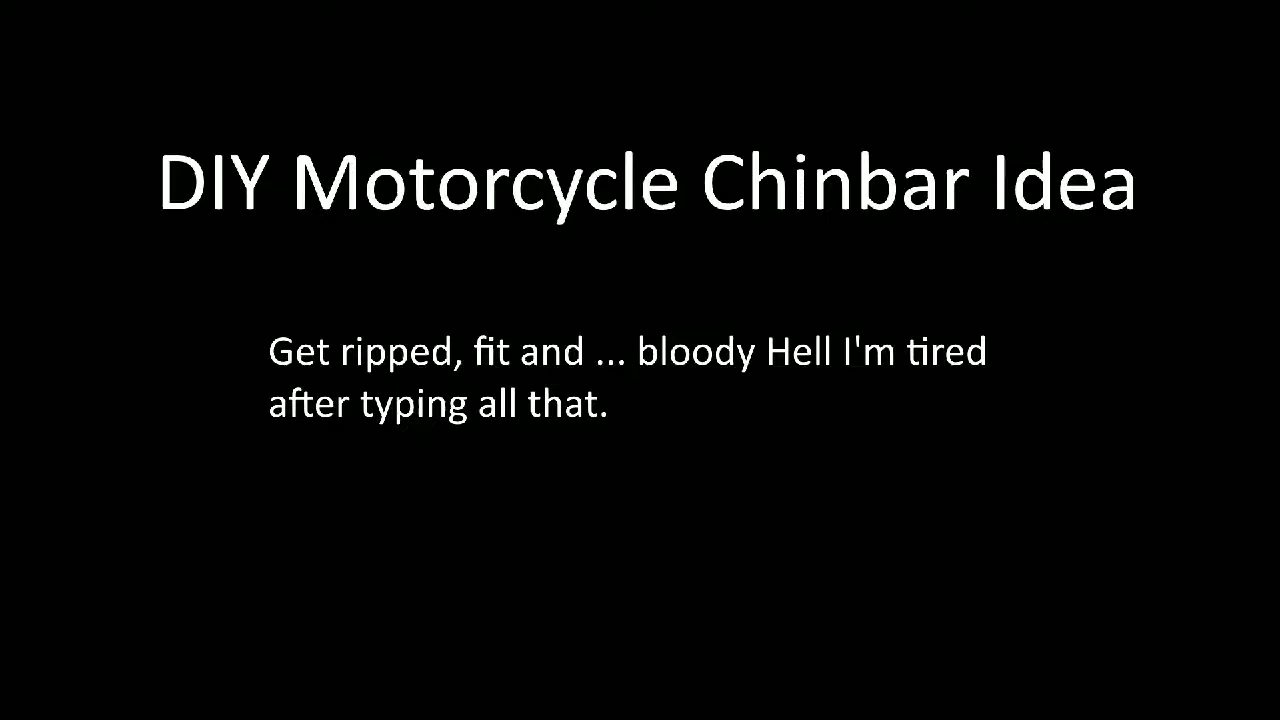 DIY Motorcycle Chinbar Idea
Get ripped, fit and ... bloody Hell I'm tired
after typing all that.